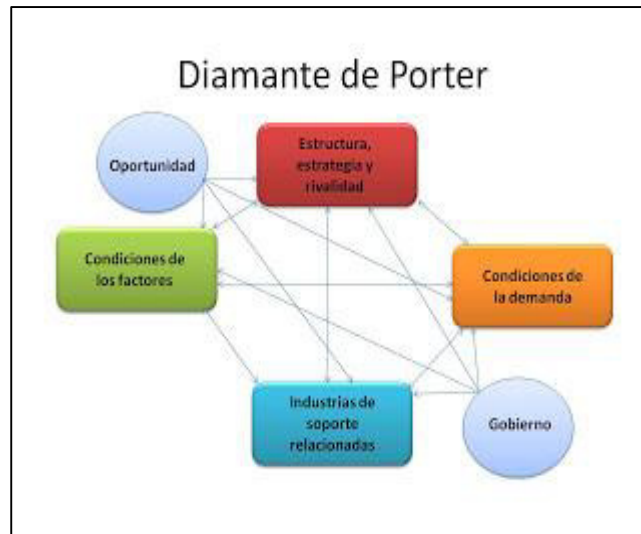 Diamante de Porter
Oportunidad
Estructura,
estrategia y
rivalidad
Condiciones de
los factores
Condiciones de
la demanda
Industrias de
soporte
relacionadas
Gobierno